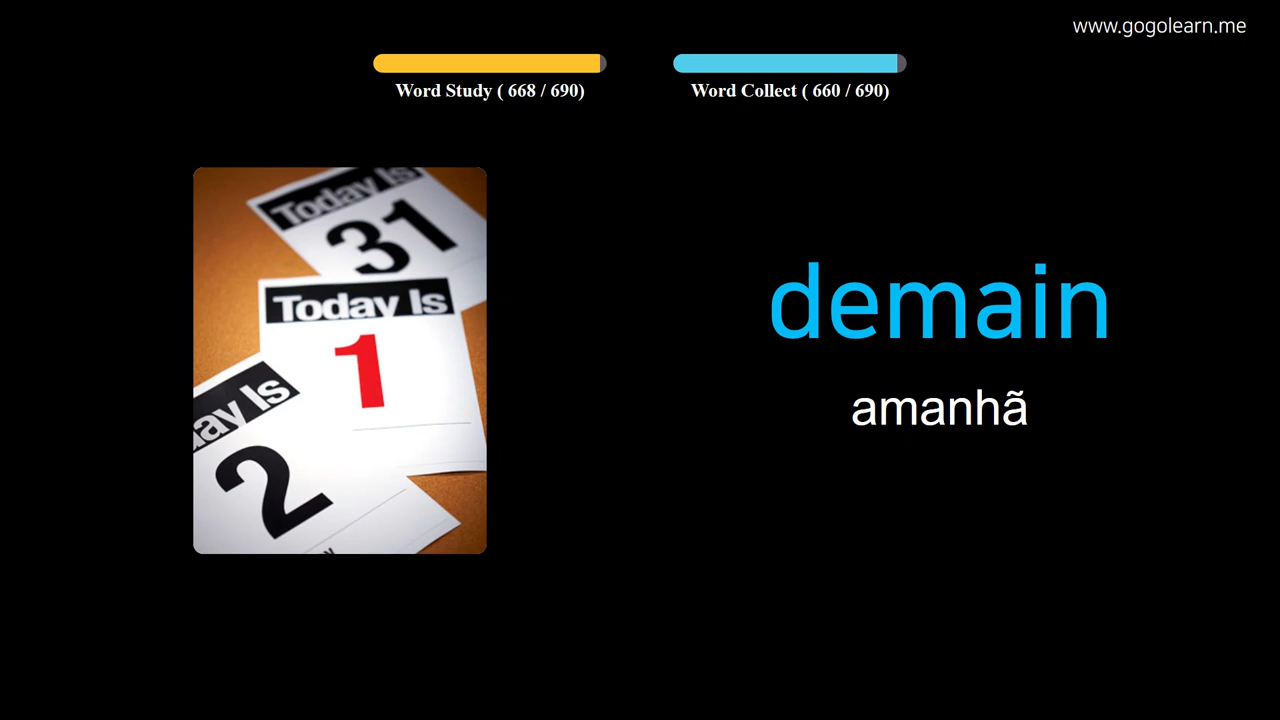 www.gogolearn.me
Word Study ( 668 / 690)
Word Collect ( 660 / 690)
Today Is
31
Today Is
1
ay Is
2
demain
amanhã